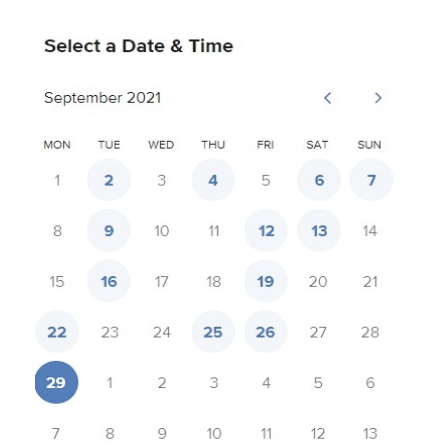 Select a Date & Time
September 2021
MON TUE WED THU FRI SAT SUN
1 2 3 4 5 6 7
8 9 10 11 12 13 14
15 16 17 18 19 20 21
22 23 24 25 26 27 28
29 1 2 3 4 5 6
7 8 9 10 11 12 13